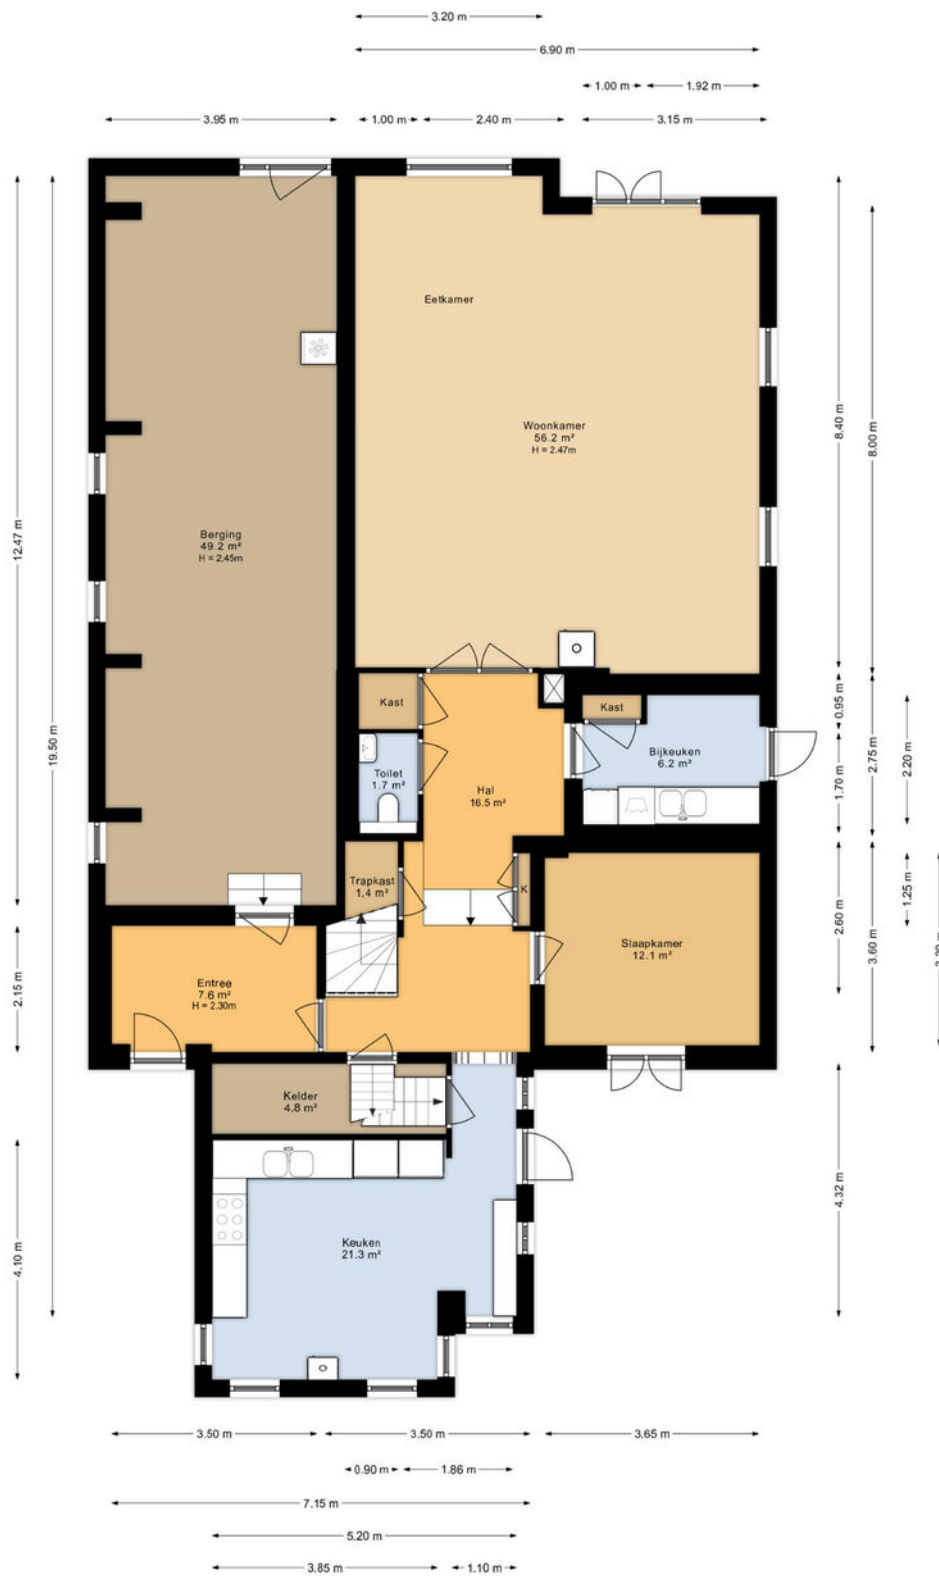 3.20 m
6.90 m
1.00 m
1.92 m
3.95 m
1.00 m
2.40 m
3.15 m
Eetkamer
Woonkamer
56.2 m²
H = 2.47m
8.40 m
8.00 m
12.47 m
19.50 m
Berging
49.2 m²
H = 2.45m
Kast
Kast
Toilet
1.7 m²
Hal
16.5 m²
Bijkeuken
6.2 m²
0.95 m
1.70 m
2.75 m
2.20 m
Trapkast
1.4 m²
K
Slaapkamer
12.1 m²
2.60 m
3.60 m
1.25 m
Entree
7.6 m²
H = 2.30m
2.15 m
Kelder
4.8 m²
Keuken
21.3 m²
4.10 m
4.32 m
3.50 m
3.50 m
3.65 m
0.90 m
1.86 m
7.15 m
5.20 m
3.85 m
1.10 m